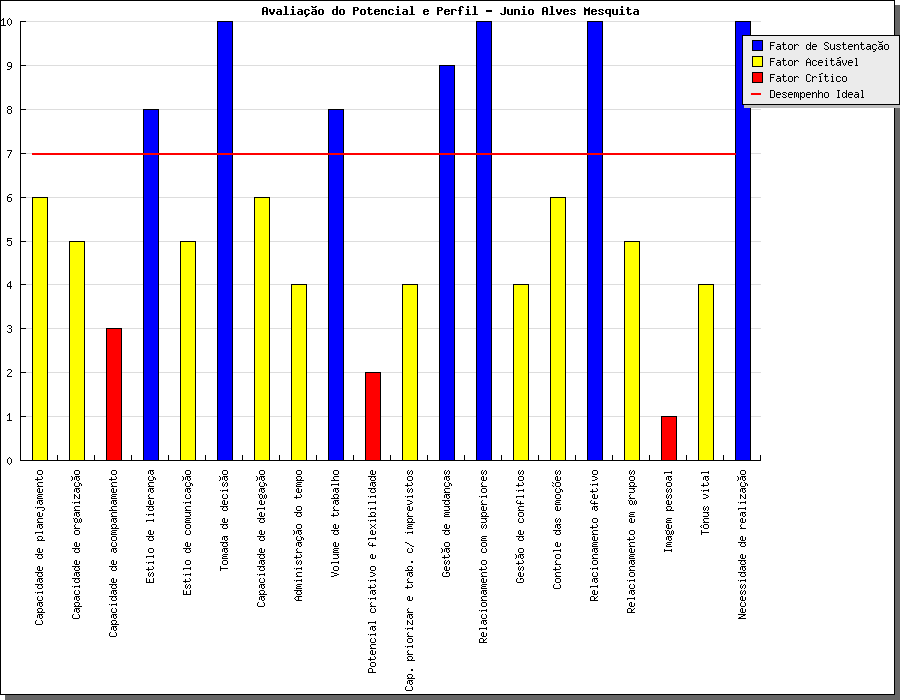 Avaliação do Potencial e Perfil - Junio Alves Mesquita
10
9
8
7
6
5
4
3
2
1
0
Fator de Sustentação
Fator Aceitável
Fator Crítico
Desempenho Ideal
Capacidade de planejamento
Capacidade de organização
Capacidade de acompanhamento
Estilo de liderança
Estilo de comunicação
Tomada de decisão
Capacidade de delegação
Administração do tempo
Volume de trabalho
Potencial criativo e flexibilidade
Cap. priorizar e trab. c/ imprevistos
Gestão de mudanças
Relacionamento com superiores
Gestão de conflitos
Controle das emoções
Relacionamento afetivo
Relacionamento em grupos
Imagem pessoal
Tônus vital
Necessidade de realização